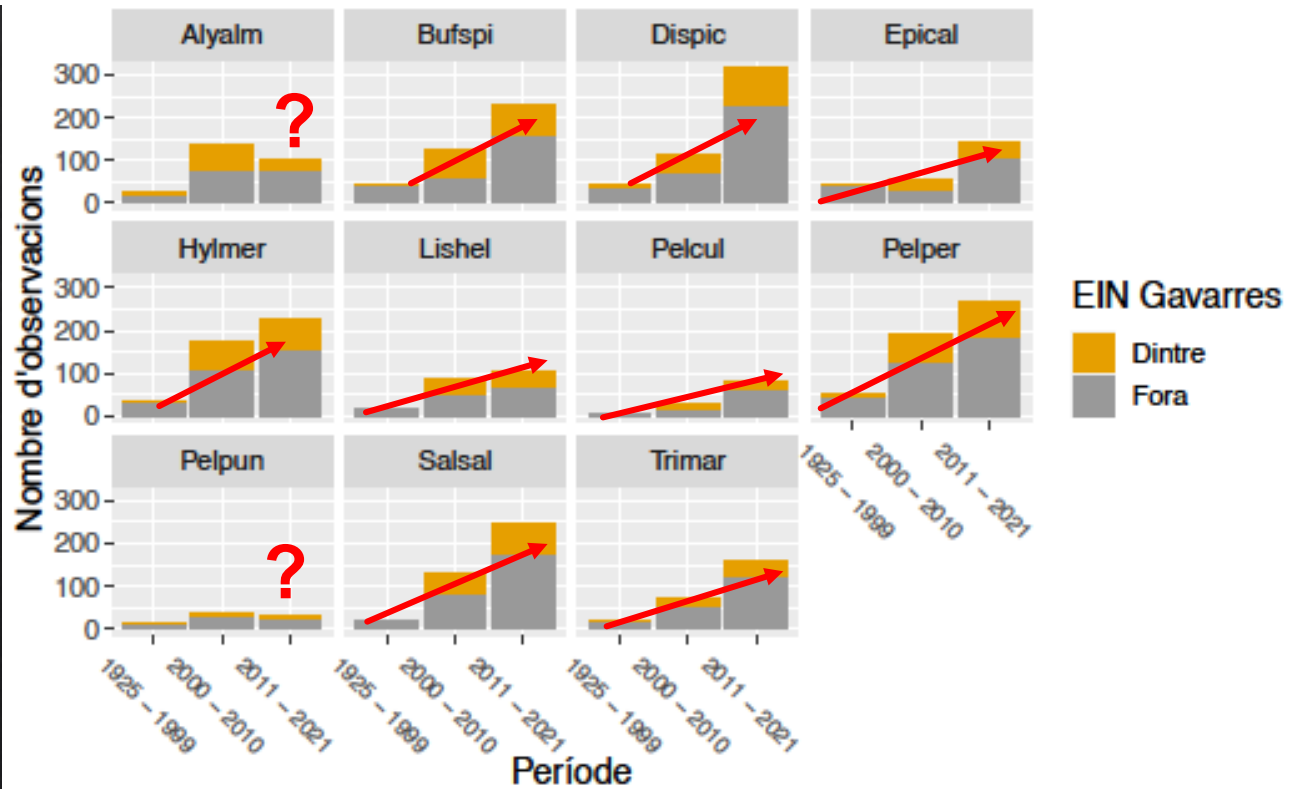 Alyalm Bufspi Dispic Epical
300
200
100
0
?
Hylmer Lishel Pelcul Pelper
300
200
100
0
Pelpun Salsal Trimar
300
200
100
0
?
1925 – 1999 2000 – 2010 2011 – 2021
1925 – 1999 2000 – 2010 2011 – 2021
1925 – 1999 2000 – 2010 2011 – 2021
1925 – 1999 2000 – 2010 2011 – 2021
Nombre d'observacions
Període
EIN Gavarres
Dintre
Fora